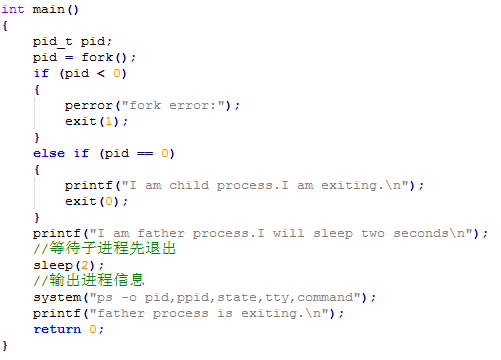 int main()
{
    pid_t pid;
    pid = fork();
    if (pid < 0)
    {
        perror("fork error:");
        exit(1);
    }
    else if (pid == 0)
    {
        printf("I am child process.I am exiting.\n");
        exit(0);
    }
    printf("I am father process.I will sleep two seconds\n");
    //等待子进程先退出
    sleep(2);
    //输出进程信息
    system("ps -o pid,ppid,state,tty,command");
    printf("father process is exiting.\n");
    return 0;
}